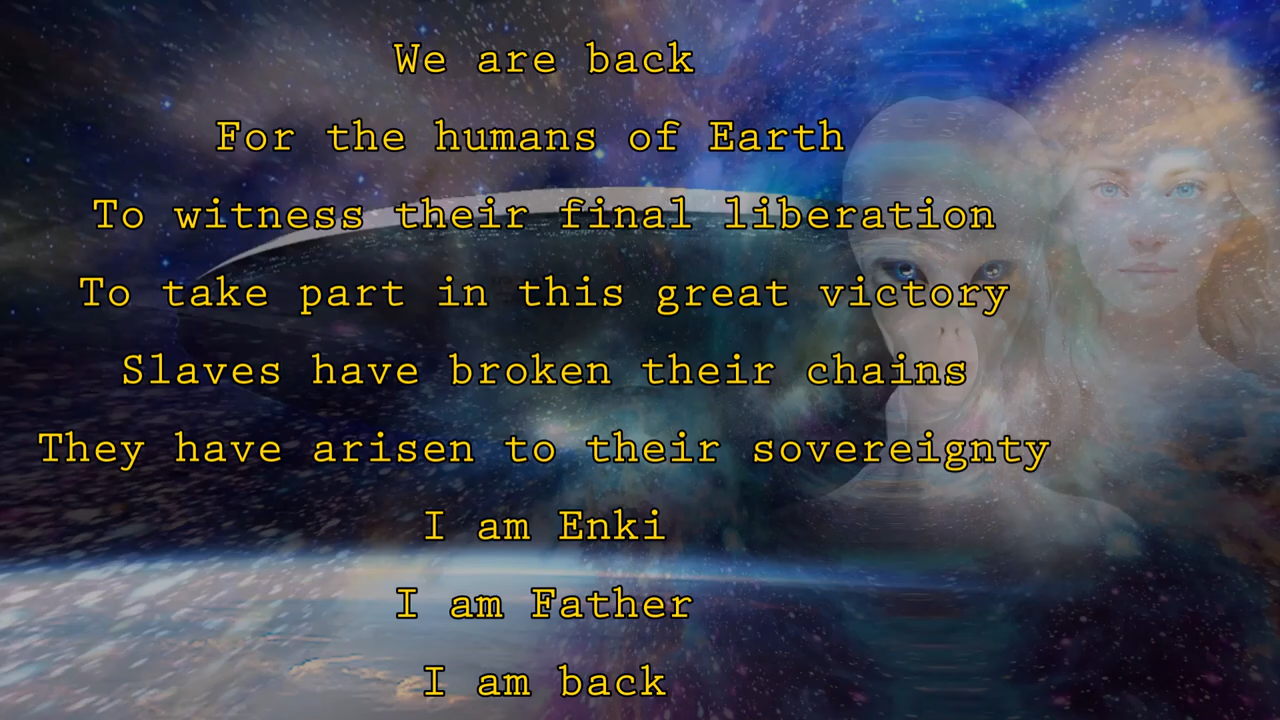 We are back
For the humans of Earth
To witness their final liberation
To take part in this great victory
Slaves have broken their chains
They have arisen to their sovereignty
I am Enki
I am Father
I am back